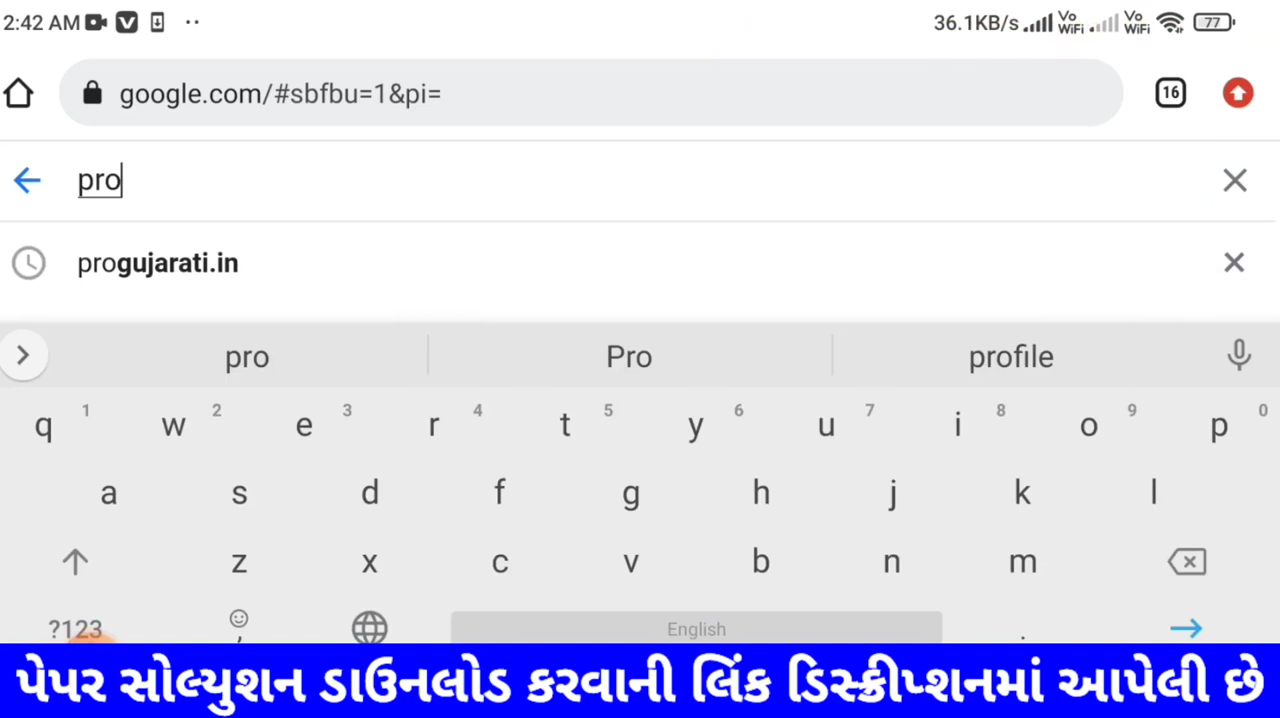 2:42 AM 36.1KB/s Vo WiFi Vo WiFi 77
google.com/#sbfbu=1&pi= 16
pro
progujarati.in
pro Pro profile
q 1 w 2 e 3 r 4 t 5 y 6 u 7 i 8 o 9 p 0
a s d f g h j k l
z x c v b n m
?123 , English .
પેપર સોલ્યુશન ડાઉનલોડ કરવાની લિંક ડિસ્ક્રીપ્શનમાં આપેલી છે